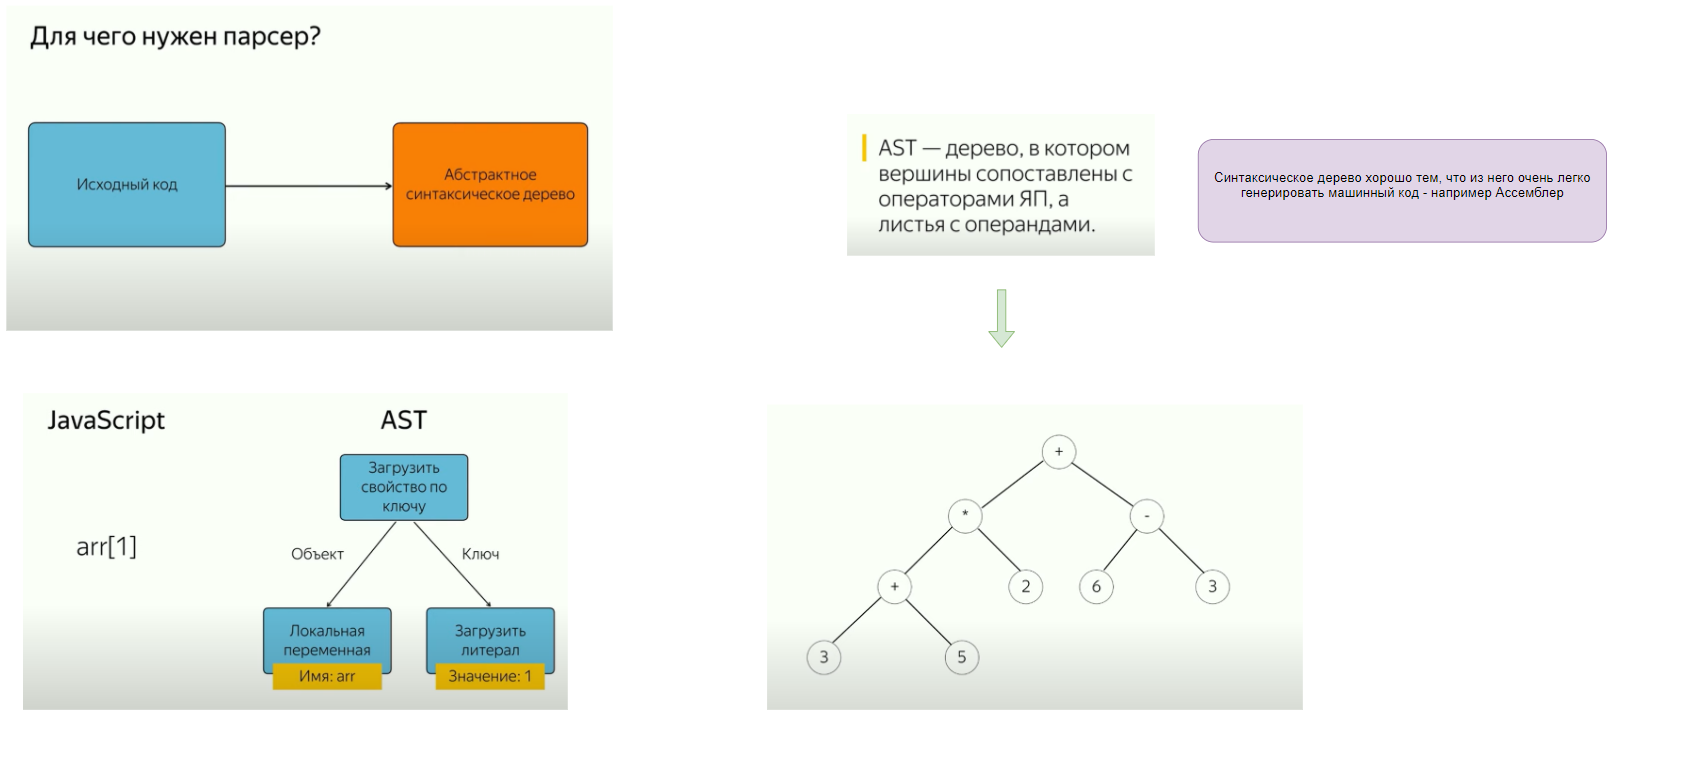 Для чего нужен парсер?
Исходный код
Абстрактное
синтаксическое дерево
AST — дерево, в котором
вершины сопоставлены с
операторами ЯП, а
листья с операндами.
Синтаксическое дерево хорошо тем, что из него очень легко
генерировать машинный код - например Ассемблер
JavaScript
AST
Загрузить
свойство по
ключу
arr[1]
Объект
Ключ
Локальная
переменная
Имя: arr
Загрузить
литерал
Значение: 1
+
*
-
+
2
6
3
3
5